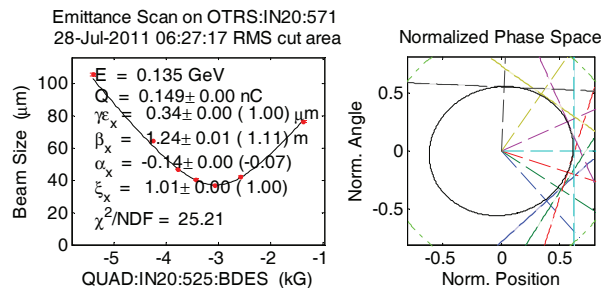 Emittance Scan on OTRS:IN20:571
28-Jul-2011 06:27:17 RMS cut area
E = 0.135 GeV
Q = 0.149± 0.00 nC
γεₓ = 0.34± 0.00 ( 1.00) μm
βₓ = 1.24± 0.01 ( 1.11) m
αₓ = -0.14± 0.00 (-0.07)
ξₓ = 1.01± 0.00 ( 1.00)
χ²/NDF = 25.21
Beam Size (μm)
100
80
60
40
20
0
-5 -4 -3 -2 -1
QUAD:IN20:525:BDES (kG)
Normalized Phase Space
Norm. Angle
0.5
0
-0.5
-0.5 0 0.5
Norm. Position